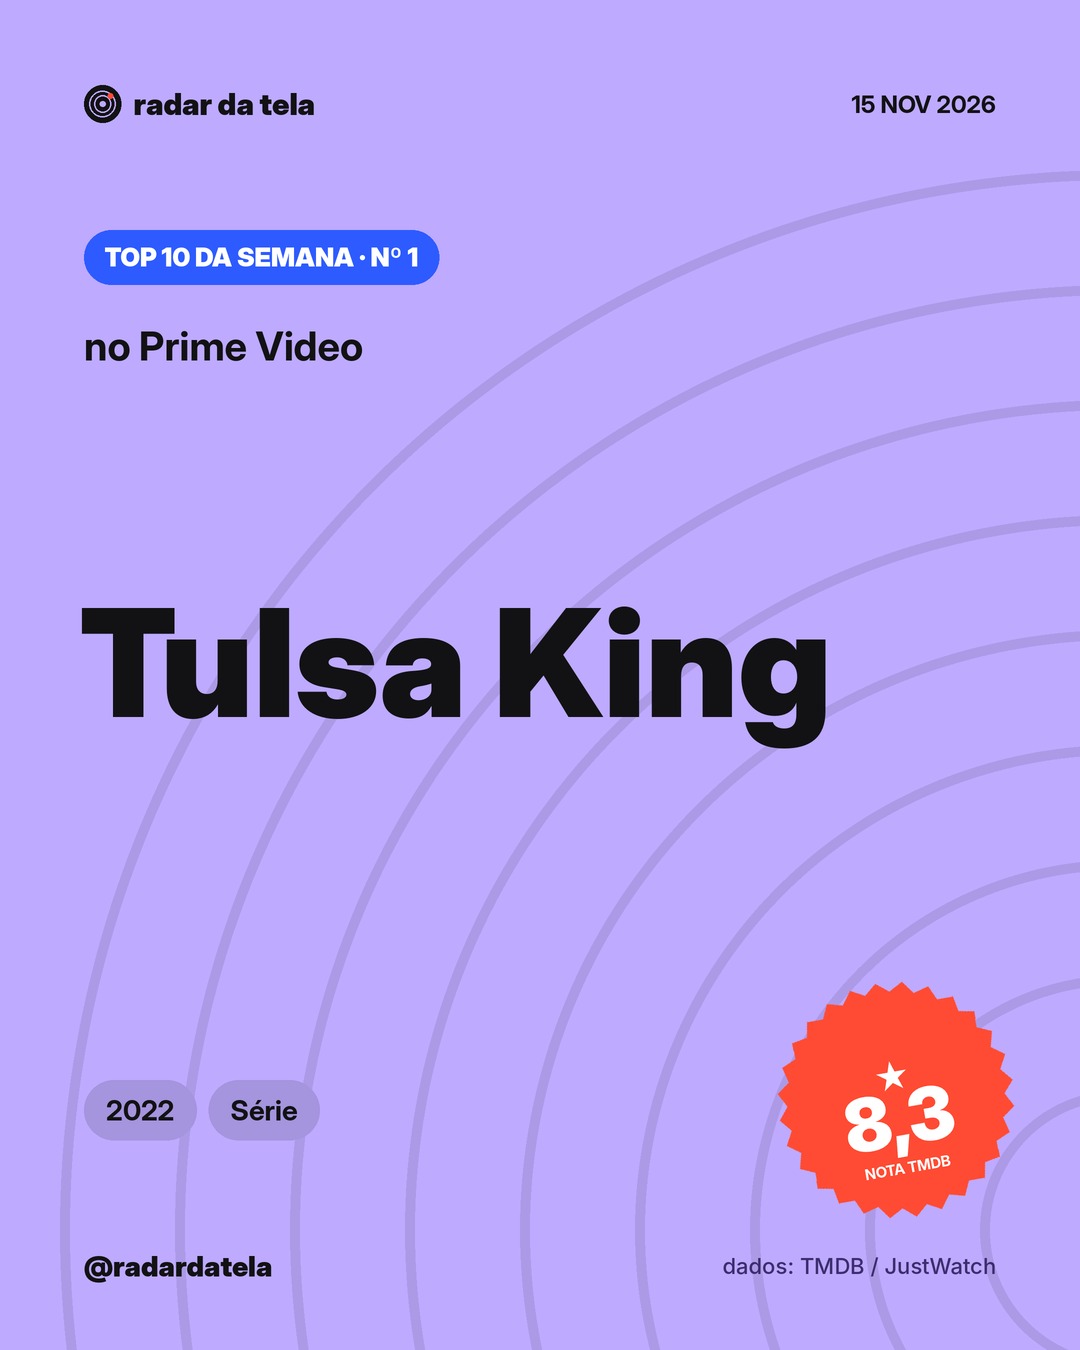 radar da tela
15 NOV 2026
TOP 10 DA SEMANA · Nº 1
no Prime Video
Tulsa King
8,3
NOTA TMDB
2022
Série
@radardatela
dados: TMDB / JustWatch